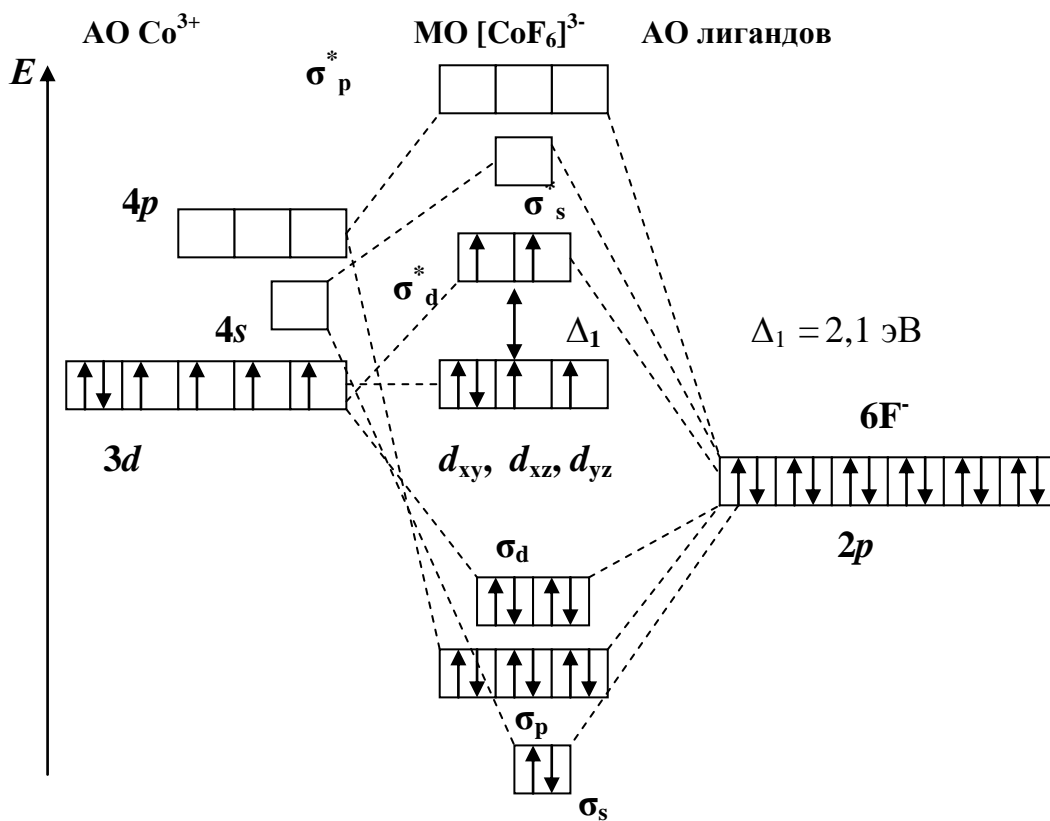 АО Co³⁺ МО [CoF₆]³⁻ АО лигандов
E
σ*ₚ
4p
σ*ₛ
σ*d
4s
Δ₁
Δ₁ = 2,1 эВ
6F⁻
3d
dxy, dxz, dyz
2p
σd
σₚ
σₛ